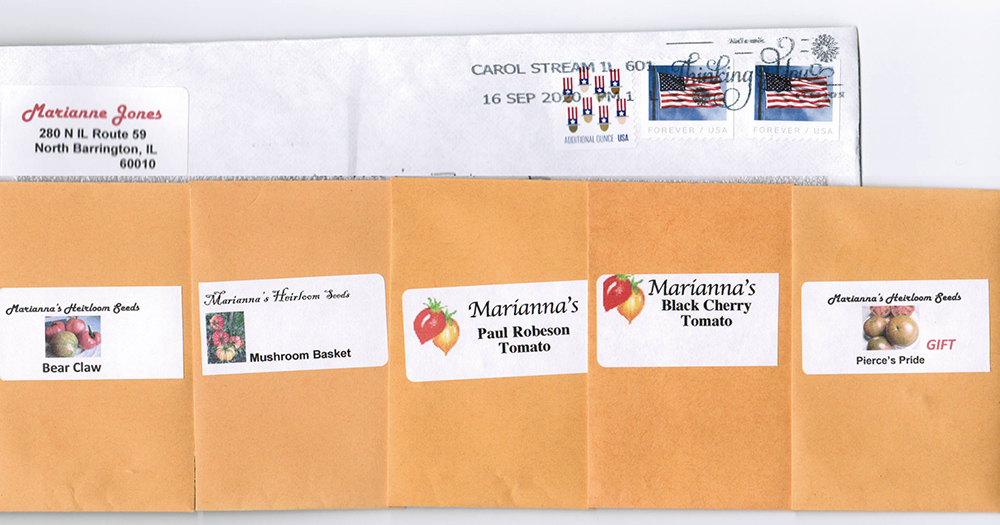 CAROL STREAM IL 601
16 SEP 2020 PM 1
Thinking of You
ADDITIONAL OUNCE USA
FOREVER / USA
FOREVER / USA
Marianne Jones
280 N IL Route 59
North Barrington, IL
60010
Marianna's Heirloom Seeds
Bear Claw
Marianna's Heirloom Seeds
Mushroom Basket
Marianna's
Paul Robeson
Tomato
Marianna's
Black Cherry
Tomato
Marianna's Heirloom Seeds
GIFT
Pierce's Pride